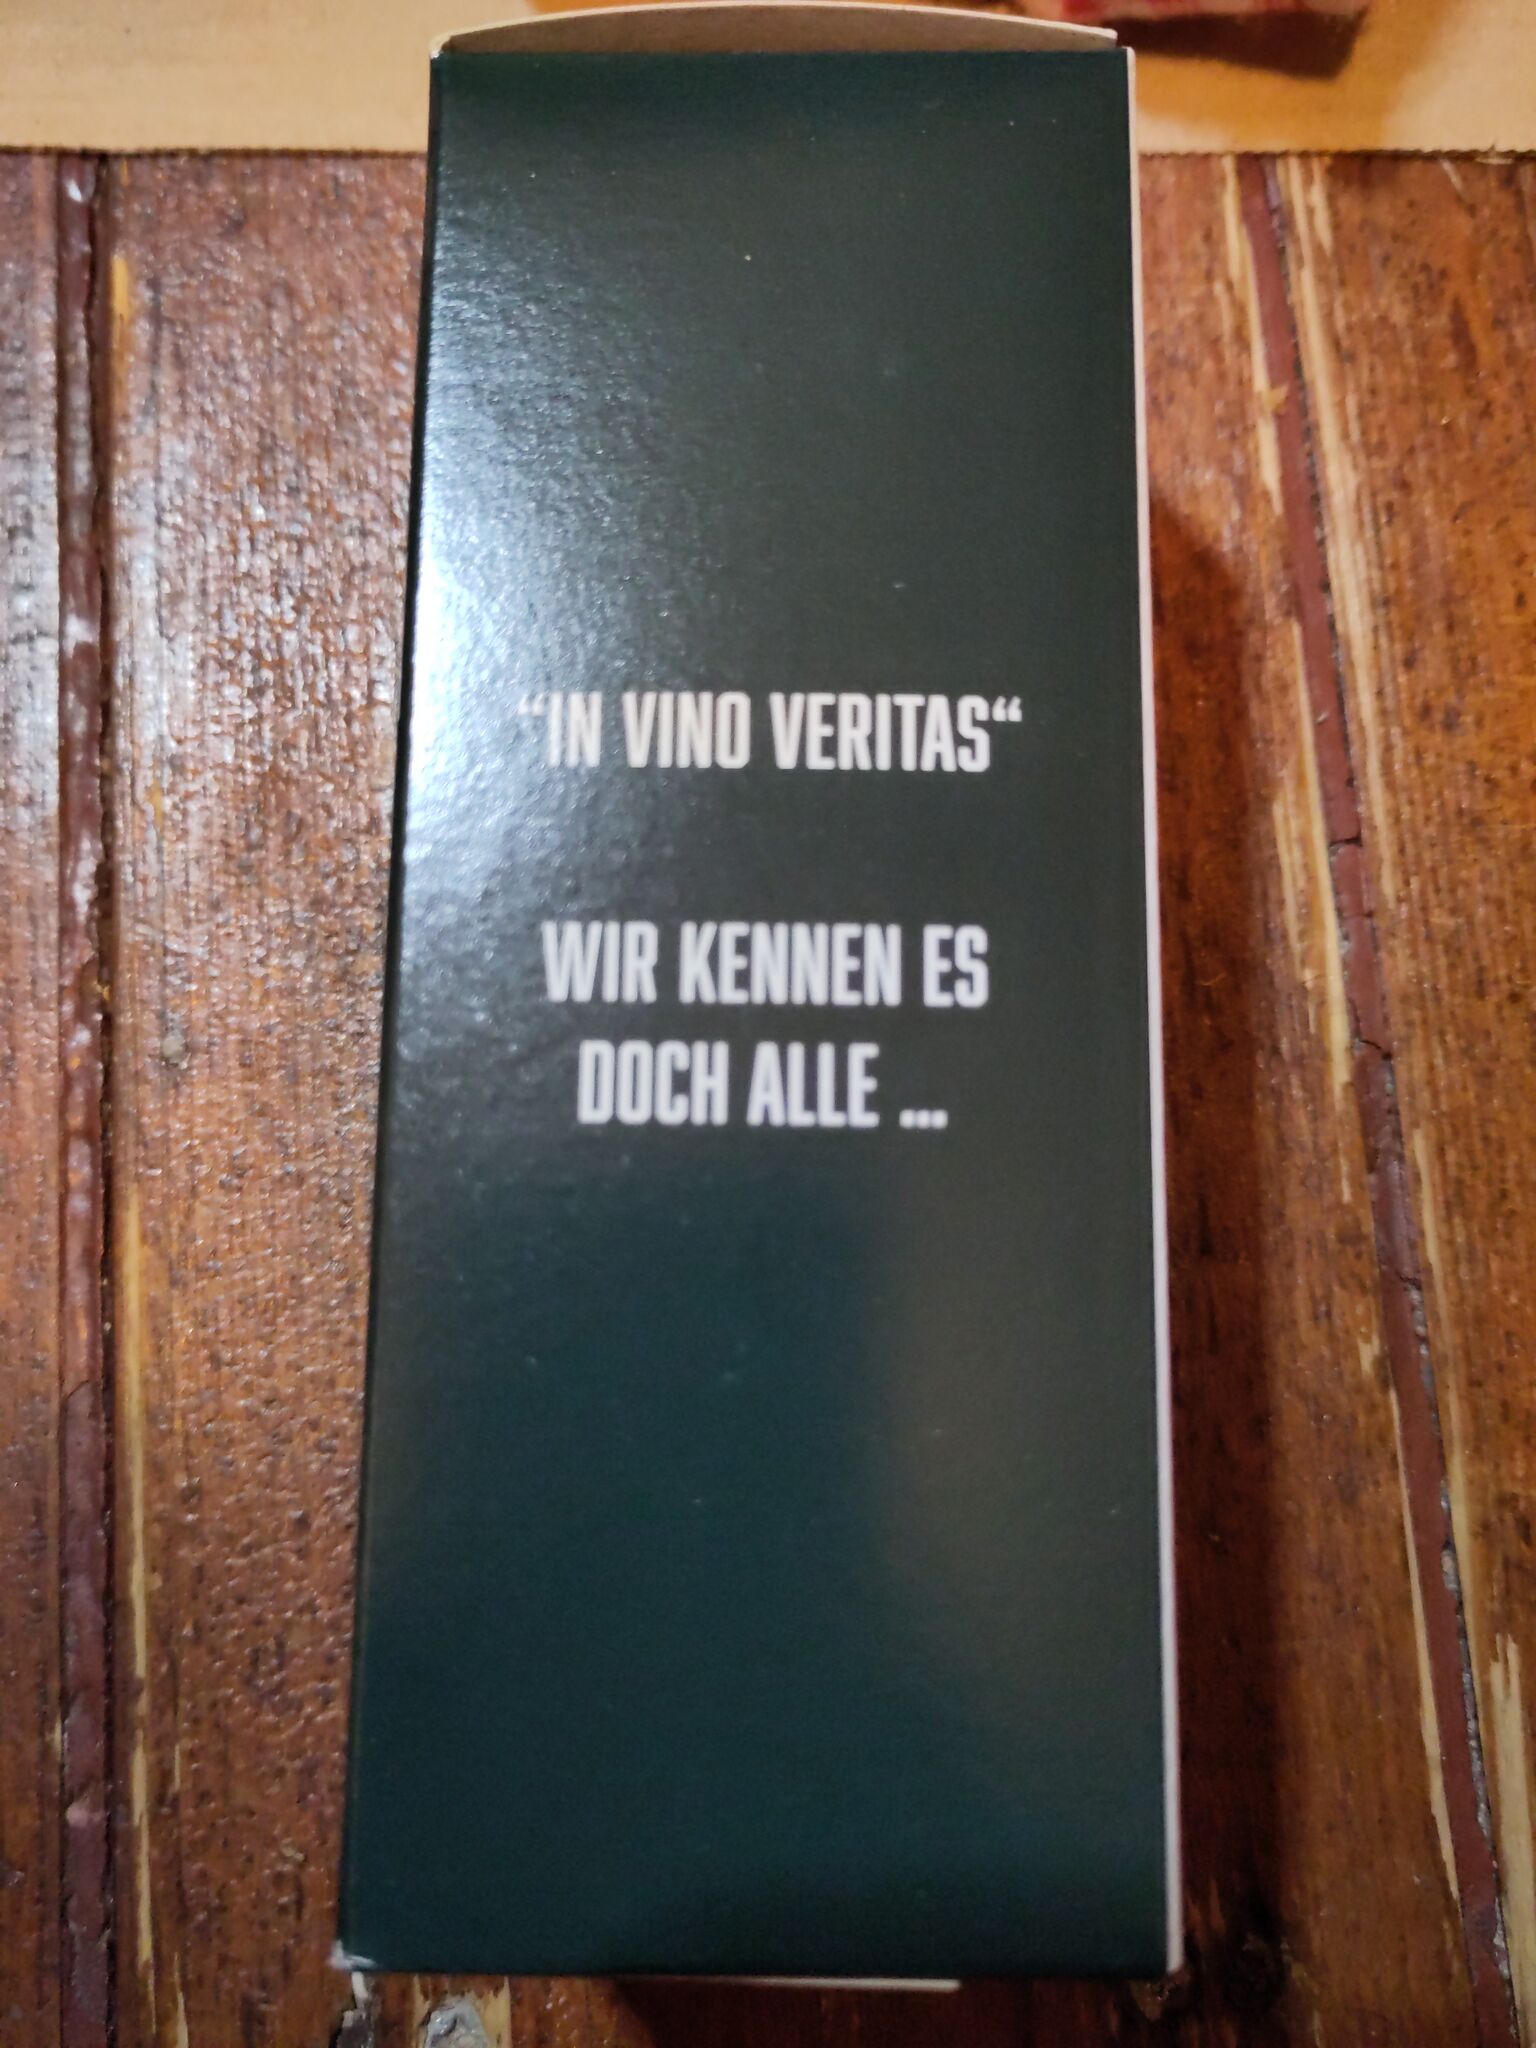 “IN VINO VERITAS“
WIR KENNEN ES
DOCH ALLE ...